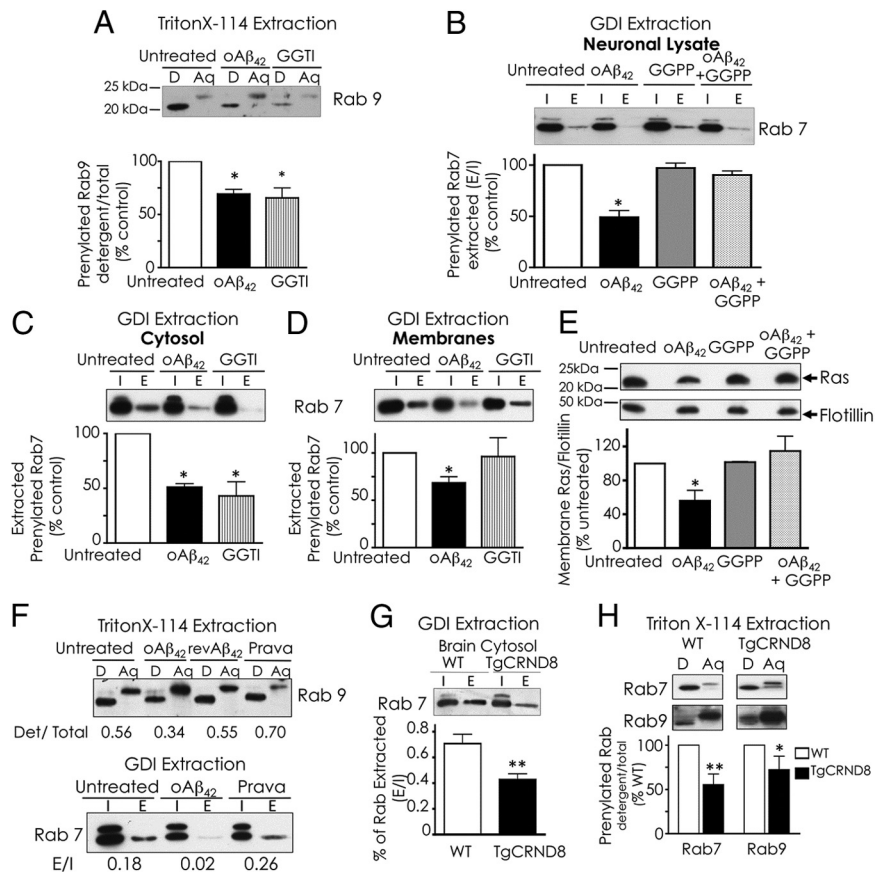 A
TritonX-114 Extraction
Untreated oAβ42 GGTI
D Aq D Aq D Aq
25 kDa
20 kDa
Rab 9
Prenylated Rab9
detergent/total
(% control)
100
50
0
* *
Untreated oAβ42 GGTI
B
GDI Extraction
Neuronal Lysate
Untreated oAβ42 GGPP oAβ42
+GGPP
I E I E I E I E
Rab 7
Prenylated Rab7
extracted (E/I)
(% control)
100
50
0
*
Untreated oAβ42 GGPP oAβ42 +
GGPP
C
GDI Extraction
Cytosol
Untreated oAβ42 GGTI
I E I E I E
Extracted
Prenylated Rab7
(% control)
100
50
0
* *
Untreated oAβ42 GGTI
D
GDI Extraction
Membranes
Untreated oAβ42 GGTI
I E I E I E
Rab 7
Extracted
Prenylated Rab7
(% control)
100
50
0
*
Untreated oAβ42 GGTI
E
Untreated oAβ42 GGPP oAβ42 +
GGPP
25kDa
20 kDa
Ras
50 kDa
Flotillin
Membrane Ras/Flotillin
(% untreated)
120
80
40
0
*
Untreated oAβ42 GGPP oAβ42
+ GGPP
F
TritonX-114 Extraction
Untreated oAβ42 revAβ42 Prava
D Aq D Aq D Aq D Aq
Rab 9
Det/ Total 0.56 0.34 0.55 0.70
GDI Extraction
Untreated oAβ42 Prava
I E I E I E
Rab 7
E/I 0.18 0.02 0.26
G
GDI Extraction
Brain Cytosol
WT TgCRND8
I E I E
Rab 7
% of Rab Extracted
(E/I)
0.8
0.6
0.4
0.2
0
**
WT TgCRND8
H
Triton X-114 Extraction
WT TgCRND8
D Aq D Aq
Rab7
Rab9
Prenylated Rab
detergent/total
(% WT)
100
50
0
** *
WT
TgCRND8
Rab7 Rab9